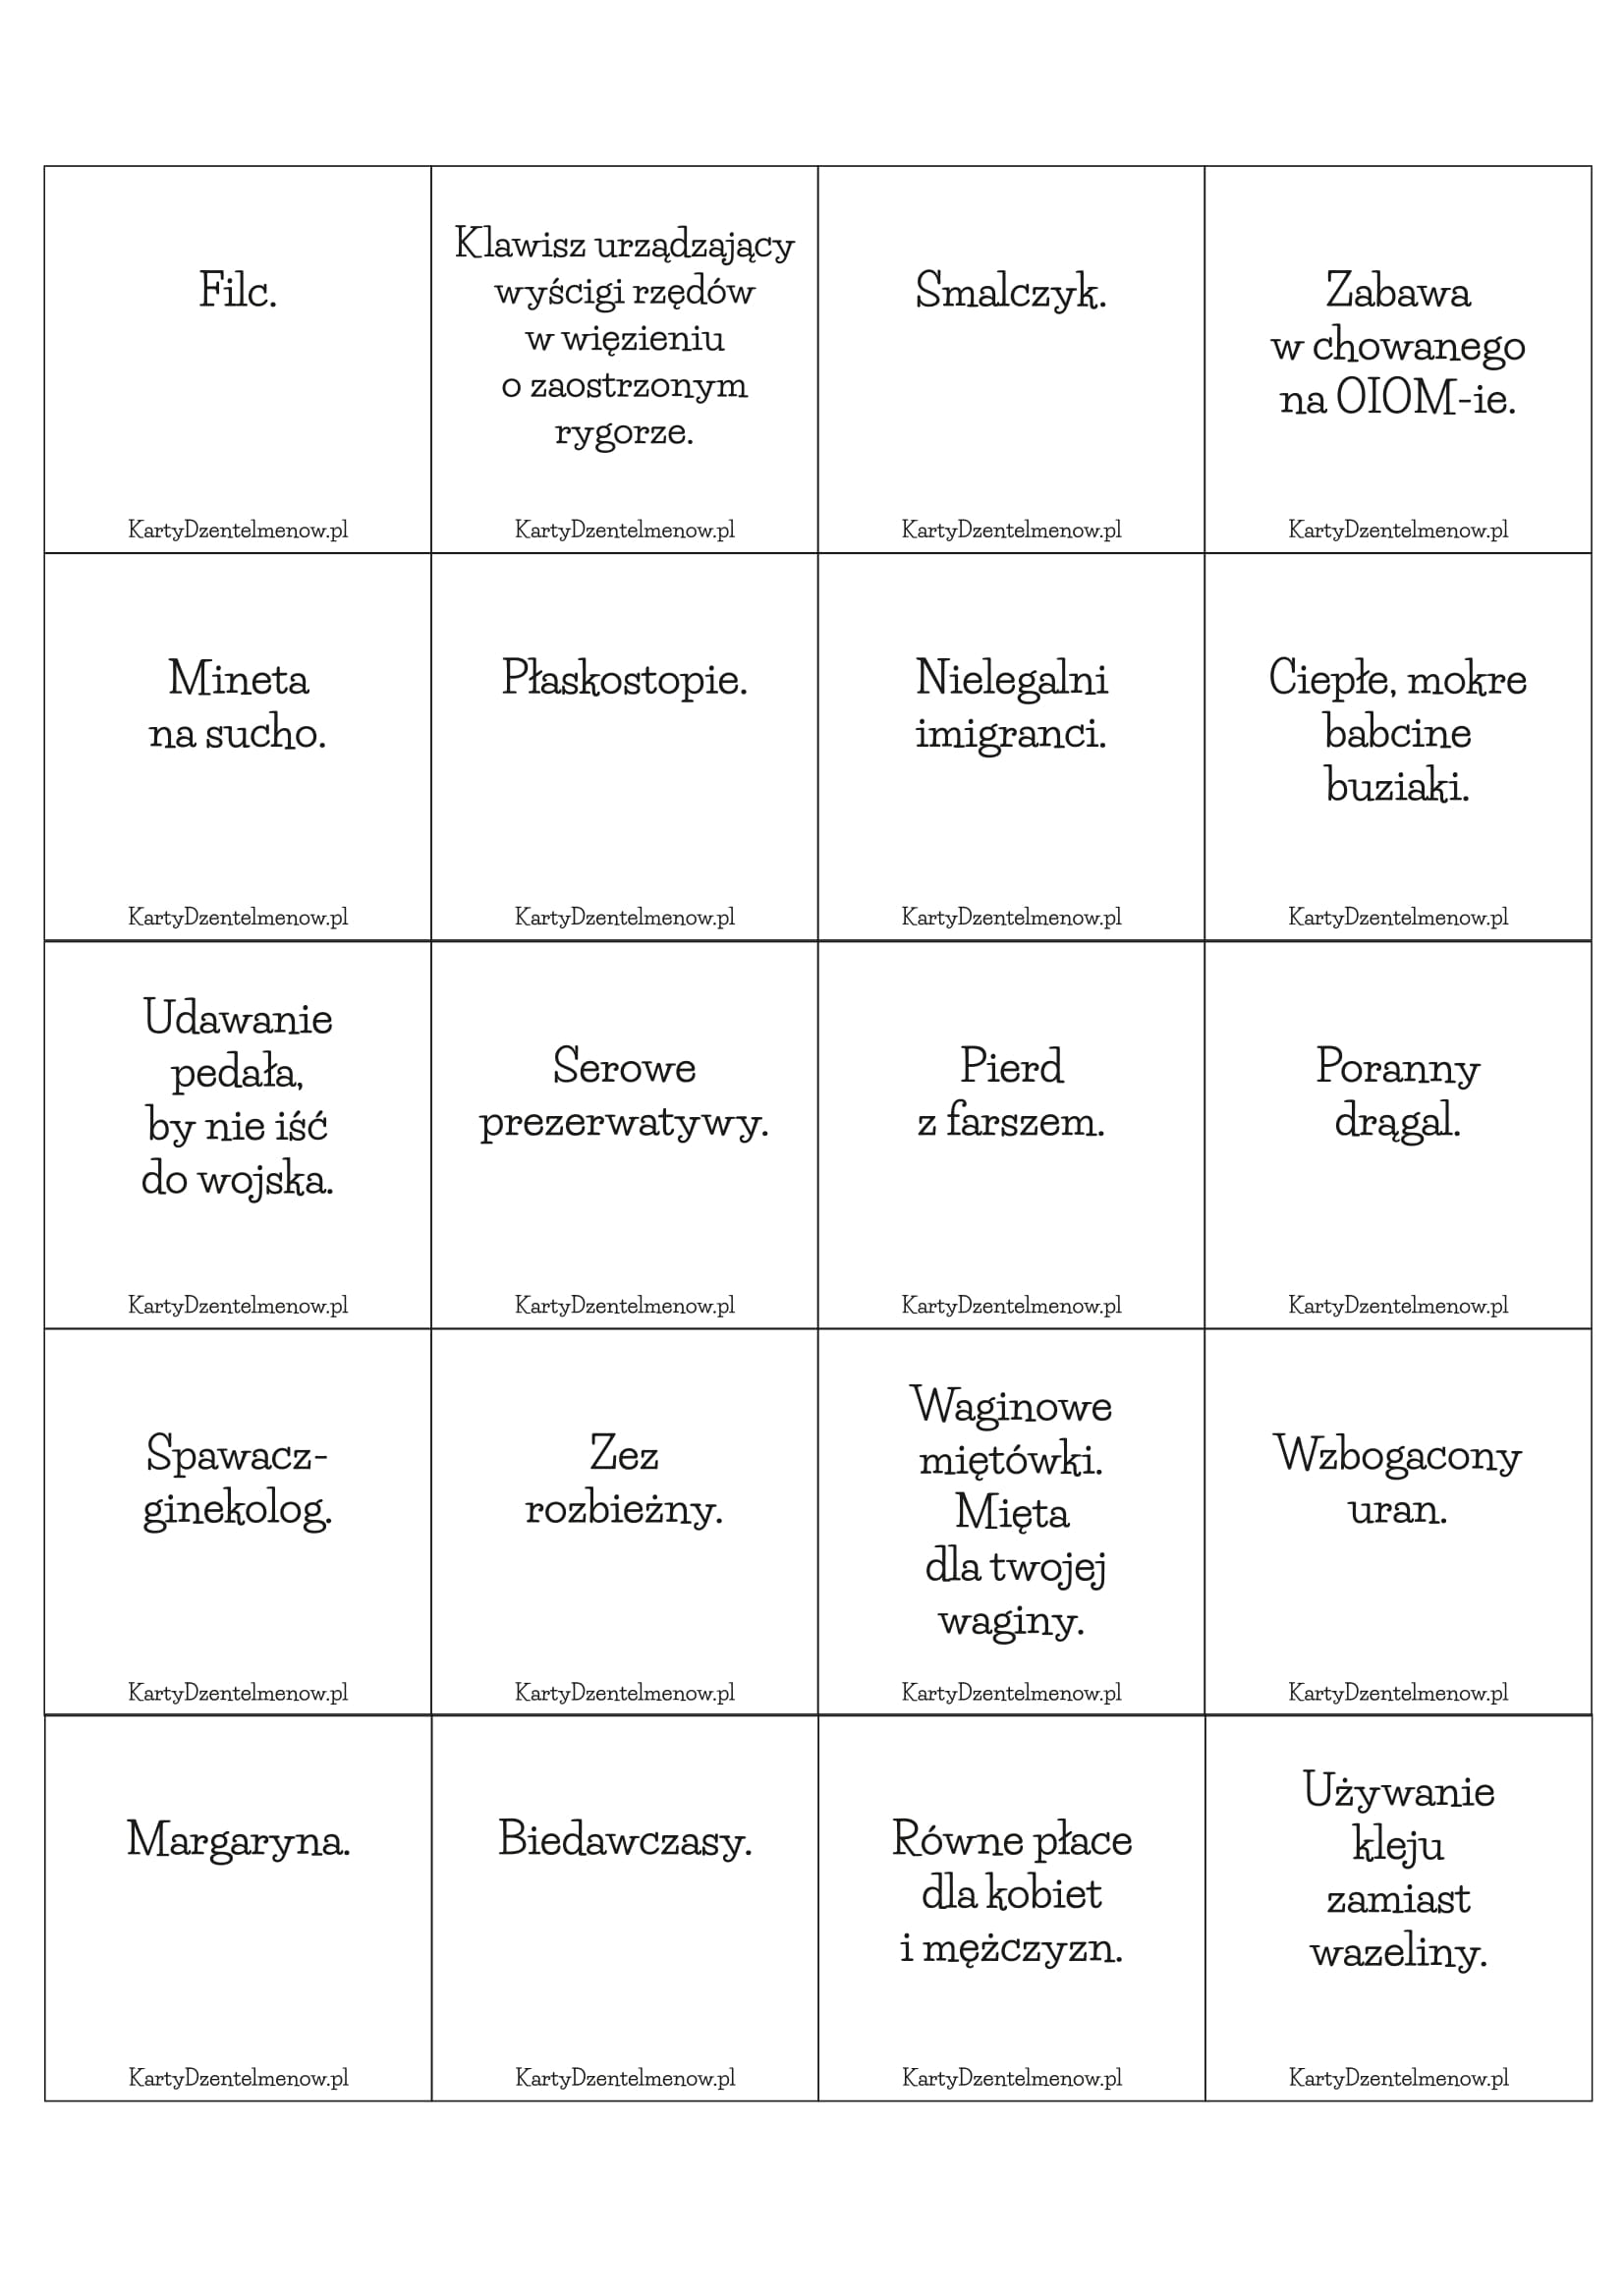 Filc.
KartyDzentelmenow.pl
Klawisz urządzający
wyścigi rzędów
w więzieniu
o zaostrzonym
rygorze.
KartyDzentelmenow.pl
Smalczyk.
KartyDzentelmenow.pl
Zabawa
w chowanego
na OIOM-ie.
KartyDzentelmenow.pl
Mineta
na sucho.
KartyDzentelmenow.pl
Płaskostopie.
KartyDzentelmenow.pl
Nielegalni
imigranci.
KartyDzentelmenow.pl
Ciepłe, mokre
babcine
buziaki.
KartyDzentelmenow.pl
Udawanie
pedała,
by nie iść
do wojska.
KartyDzentelmenow.pl
Serowe
prezerwatywy.
KartyDzentelmenow.pl
Pierd
z farszem.
KartyDzentelmenow.pl
Poranny
drągal.
KartyDzentelmenow.pl
Spawacz-
ginekolog.
KartyDzentelmenow.pl
Zez
rozbieżny.
KartyDzentelmenow.pl
Waginowe
miętówki.
Mięta
dla twojej
waginy.
KartyDzentelmenow.pl
Wzbogacony
uran.
KartyDzentelmenow.pl
Margaryna.
KartyDzentelmenow.pl
Biedawczasy.
KartyDzentelmenow.pl
Równe płace
dla kobiet
i mężczyzn.
KartyDzentelmenow.pl
Używanie
kleju
zamiast
wazeliny.
KartyDzentelmenow.pl